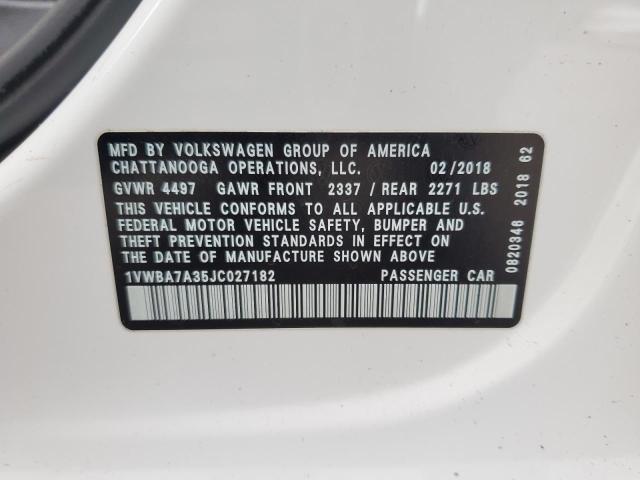 MFD BY VOLKSWAGEN GROUP OF AMERICA
CHATTANOOGA OPERATIONS, LLC. 02/2018
GVWR 4497 GAWR FRONT 2337 / REAR 2271 LBS
THIS VEHICLE CONFORMS TO ALL APPLICABLE U.S.
FEDERAL MOTOR VEHICLE SAFETY, BUMPER AND
THEFT PREVENTION STANDARDS IN EFFECT ON
THE DATE OF MANUFACTURE SHOWN ABOVE
1VWBA7A35JC027182 PASSENGER CAR
0820346 2018 62